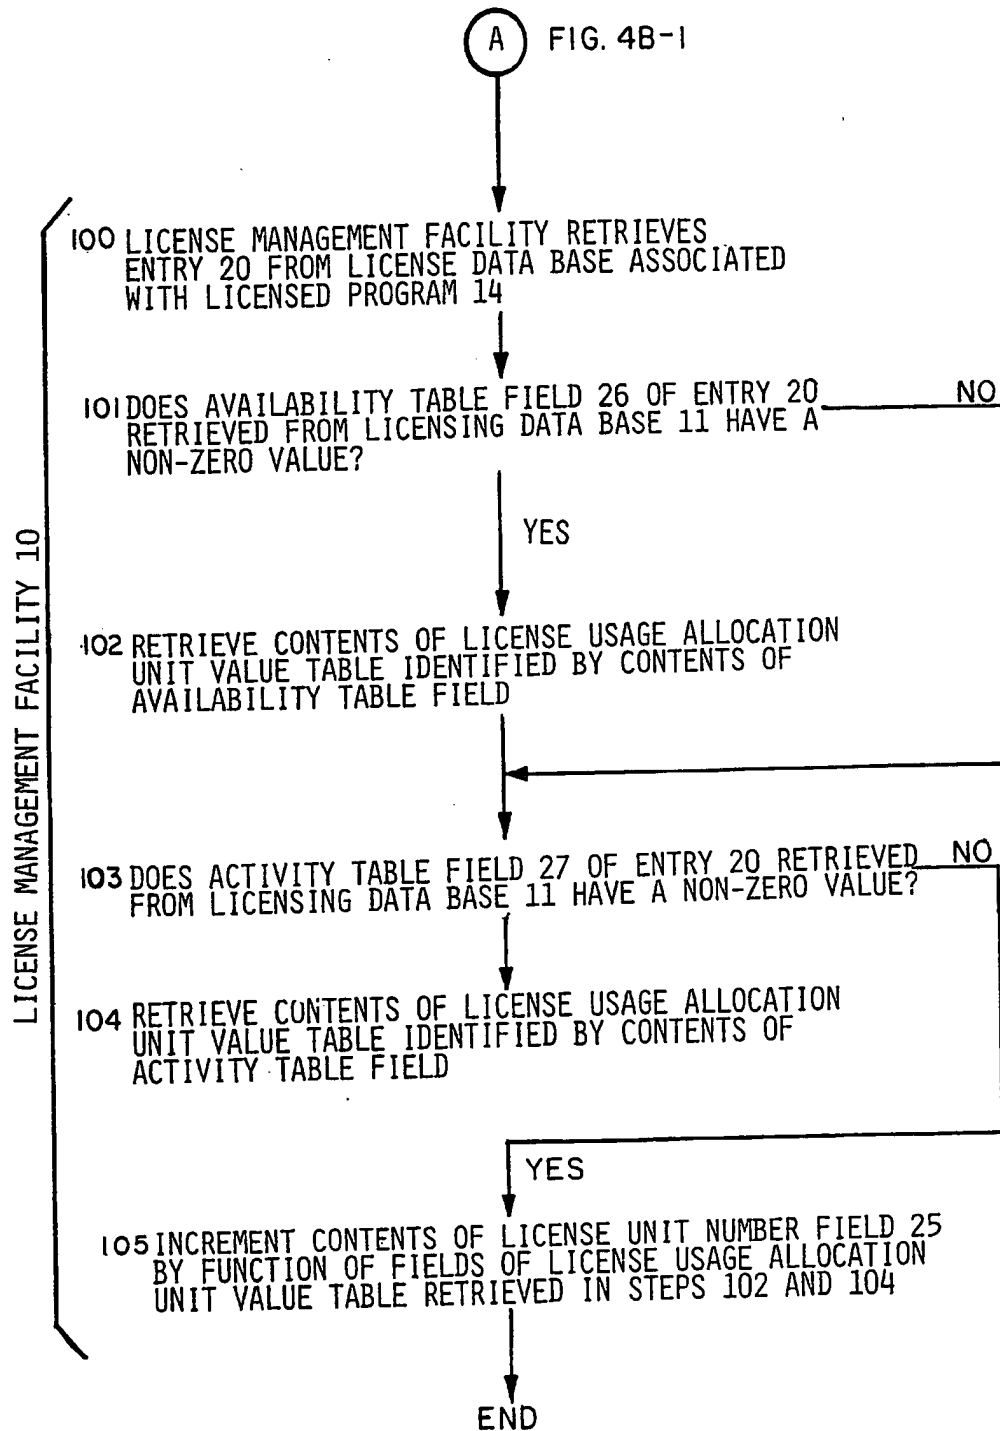 A FIG. 4B-1
100 LICENSE MANAGEMENT FACILITY RETRIEVES
ENTRY 20 FROM LICENSE DATA BASE ASSOCIATED
WITH LICENSED PROGRAM 14
101 DOES AVAILABILITY TABLE FIELD 26 OF ENTRY 20
RETRIEVED FROM LICENSING DATA BASE 11 HAVE A
NON-ZERO VALUE?
NO
YES
102 RETRIEVE CONTENTS OF LICENSE USAGE ALLOCATION
UNIT VALUE TABLE IDENTIFIED BY CONTENTS OF
AVAILABILITY TABLE FIELD
103 DOES ACTIVITY TABLE FIELD 27 OF ENTRY 20 RETRIEVED
FROM LICENSING DATA BASE 11 HAVE A NON-ZERO VALUE?
NO
104 RETRIEVE CONTENTS OF LICENSE USAGE ALLOCATION
UNIT VALUE TABLE IDENTIFIED BY CONTENTS OF
ACTIVITY TABLE FIELD
YES
105 INCREMENT CONTENTS OF LICENSE UNIT NUMBER FIELD 25
BY FUNCTION OF FIELDS OF LICENSE USAGE ALLOCATION
UNIT VALUE TABLE RETRIEVED IN STEPS 102 AND 104
END
LICENSE MANAGEMENT FACILITY 10